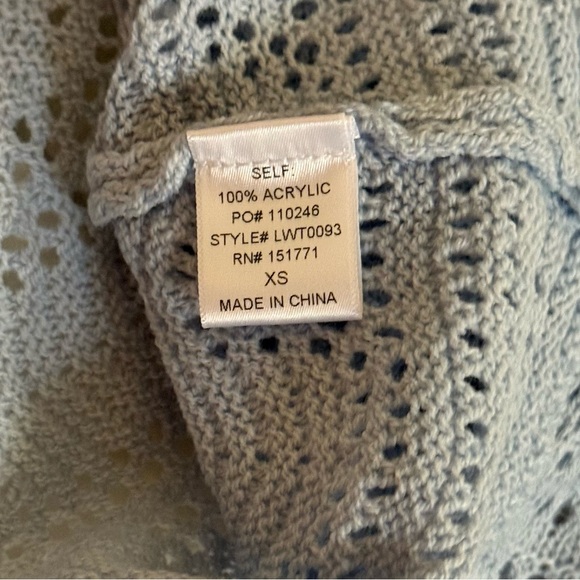 SELF:
100% ACRYLIC
PO# 110246
STYLE# LWT0093
RN# 151771
XS
MADE IN CHINA